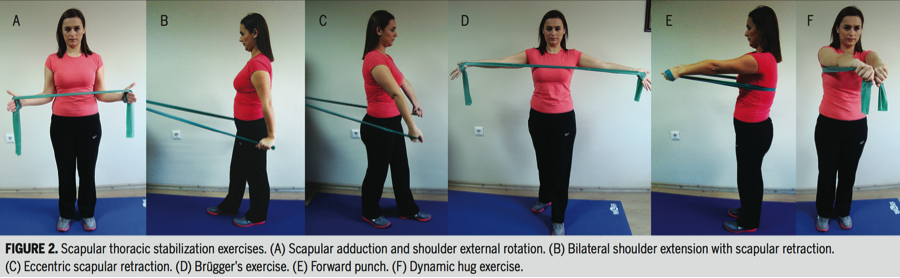 A B C D E F
FIGURE 2. Scapular thoracic stabilization exercises. (A) Scapular adduction and shoulder external rotation. (B) Bilateral shoulder extension with scapular retraction.
(C) Eccentric scapular retraction. (D) Brügger's exercise. (E) Forward punch. (F) Dynamic hug exercise.